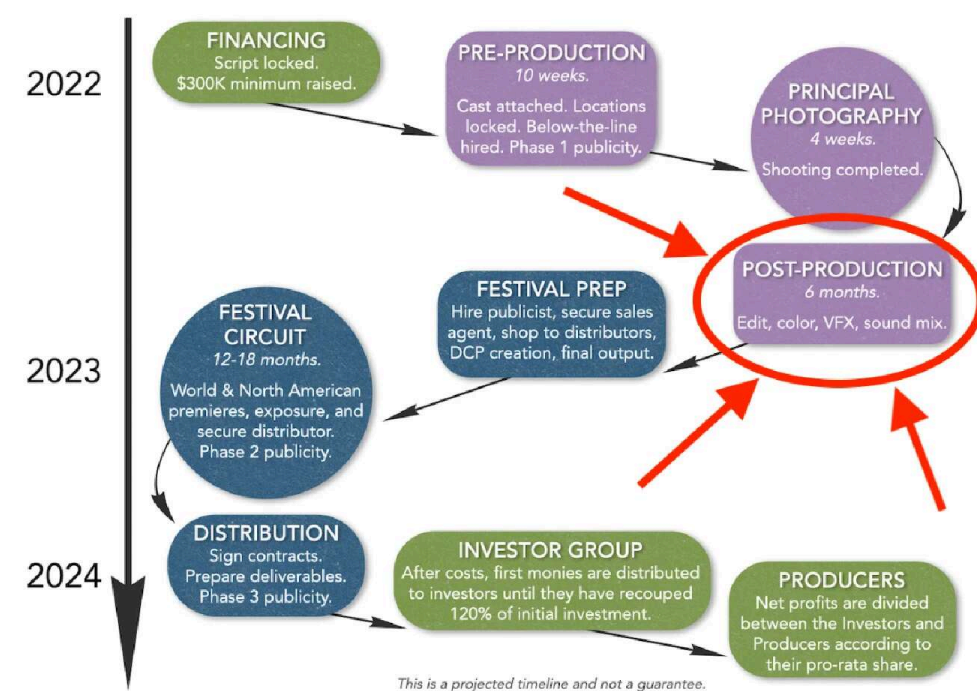 2022
FINANCING
Script locked.
$300K minimum raised.
PRE-PRODUCTION
10 weeks.
Cast attached. Locations
locked. Below-the-line
hired. Phase 1 publicity.
PRINCIPAL
PHOTOGRAPHY
4 weeks.
Shooting completed.
POST-PRODUCTION
6 months.
Edit, color, VFX, sound mix.
2023
FESTIVAL PREP
Hire publicist, secure sales
agent, shop to distributors,
DCP creation, final output.
FESTIVAL
CIRCUIT
12-18 months.
World & North American
premieres, exposure, and
secure distributor.
Phase 2 publicity.
2024
DISTRIBUTION
Sign contracts.
Prepare deliverables.
Phase 3 publicity.
INVESTOR GROUP
After costs, first monies are distributed
to investors until they have recouped
120% of initial investment.
PRODUCERS
Net profits are divided
between the Investors and
Producers according to
their pro-rata share.
This is a projected timeline and not a guarantee.